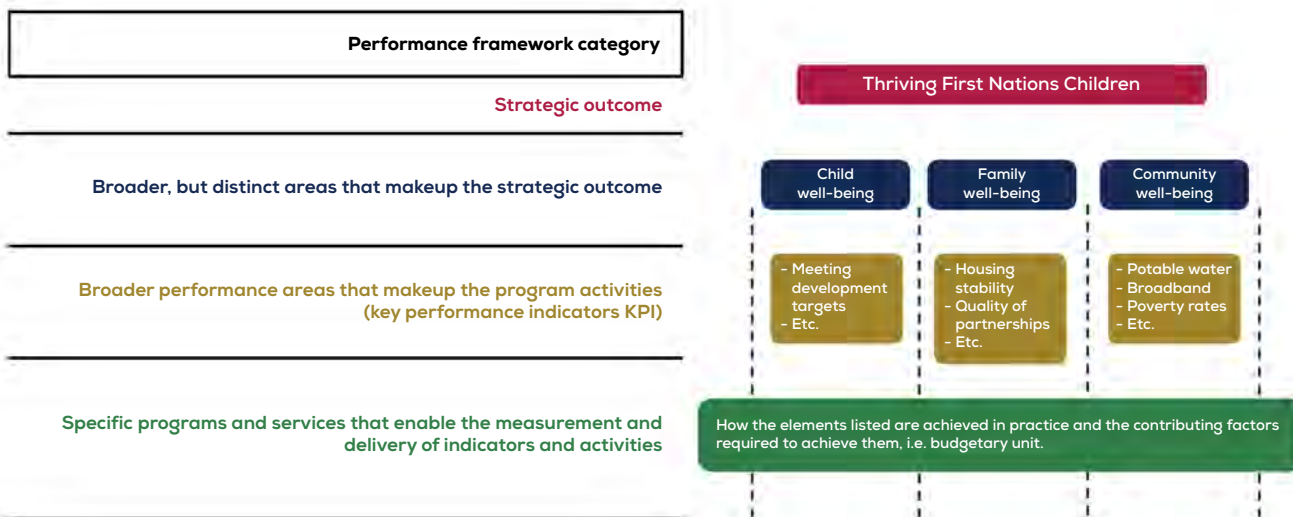 Performance framework category
Strategic outcome
Thriving First Nations Children
Broader, but distinct areas that makeup the strategic outcome
Child
well-being
Family
well-being
Community
well-being
Broader performance areas that makeup the program activities
(key performance indicators KPI)
- Meeting
development
targets
- Etc.
- Housing
stability
- Quality of
partnerships
- Etc.
- Potable water
- Broadband
- Poverty rates
- Etc.
Specific programs and services that enable the measurement and
delivery of indicators and activities
How the elements listed are achieved in practice and the contributing factors
required to achieve them, i.e. budgetary unit.